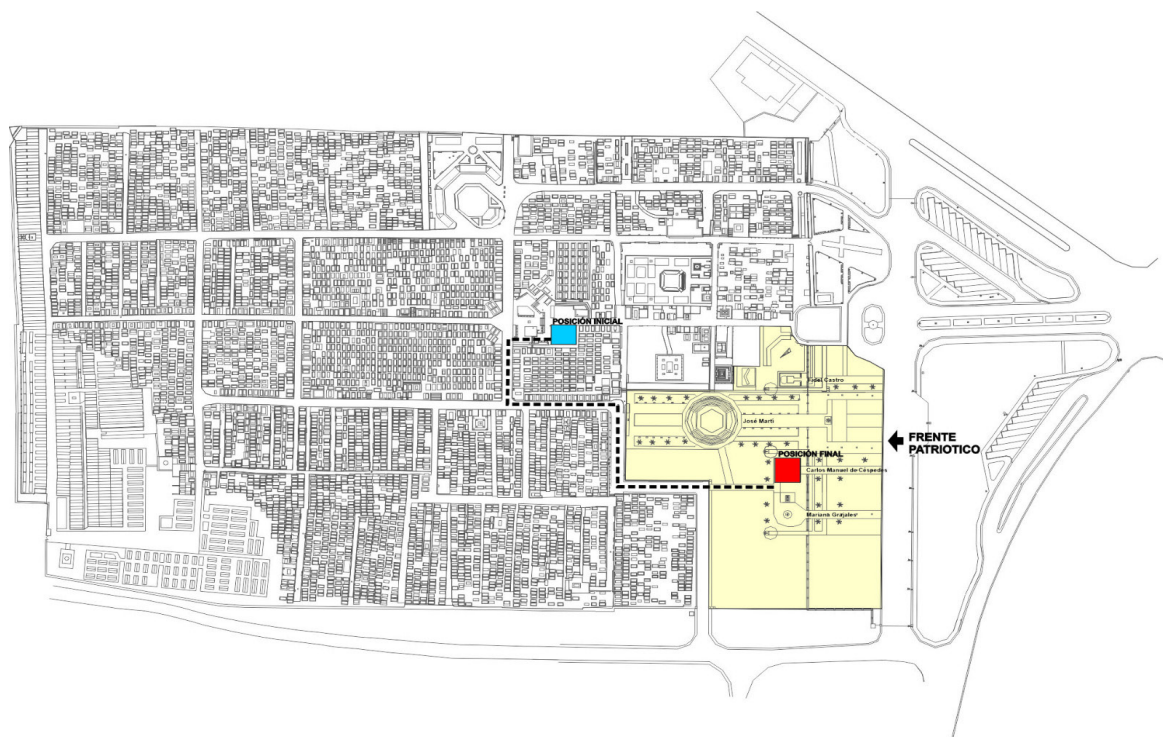 POSICIÓN INICIAL
Fidel Castro
José Martí
FRENTE
PATRIOTICO
POSICIÓN FINAL
Carlos Manuel de Céspedes
Mariana Grajales